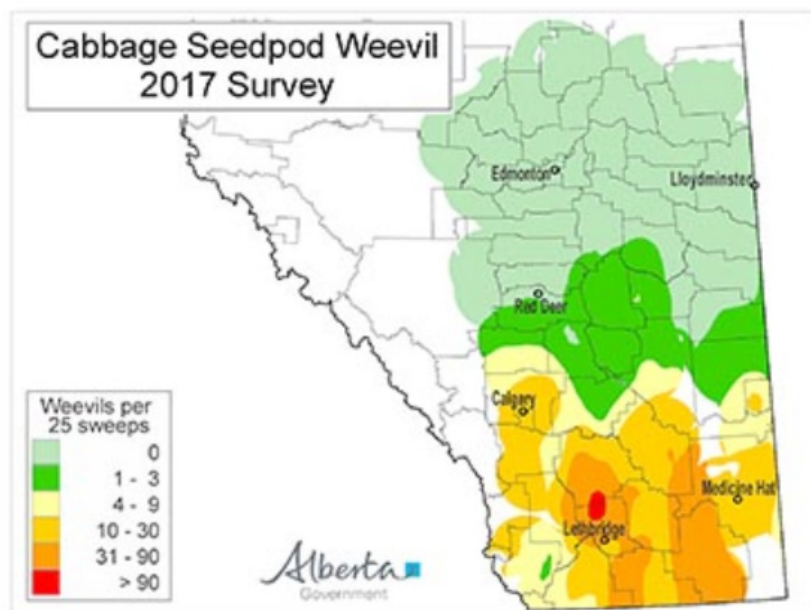 Cabbage Seedpod Weevil
2017 Survey
Edmonton
Lloydminster
Red Deer
Calgary
Medicine Hat
Lethbridge
Weevils per
25 sweeps
0
1 - 3
4 - 9
10 - 30
31 - 90
> 90
Alberta
Government